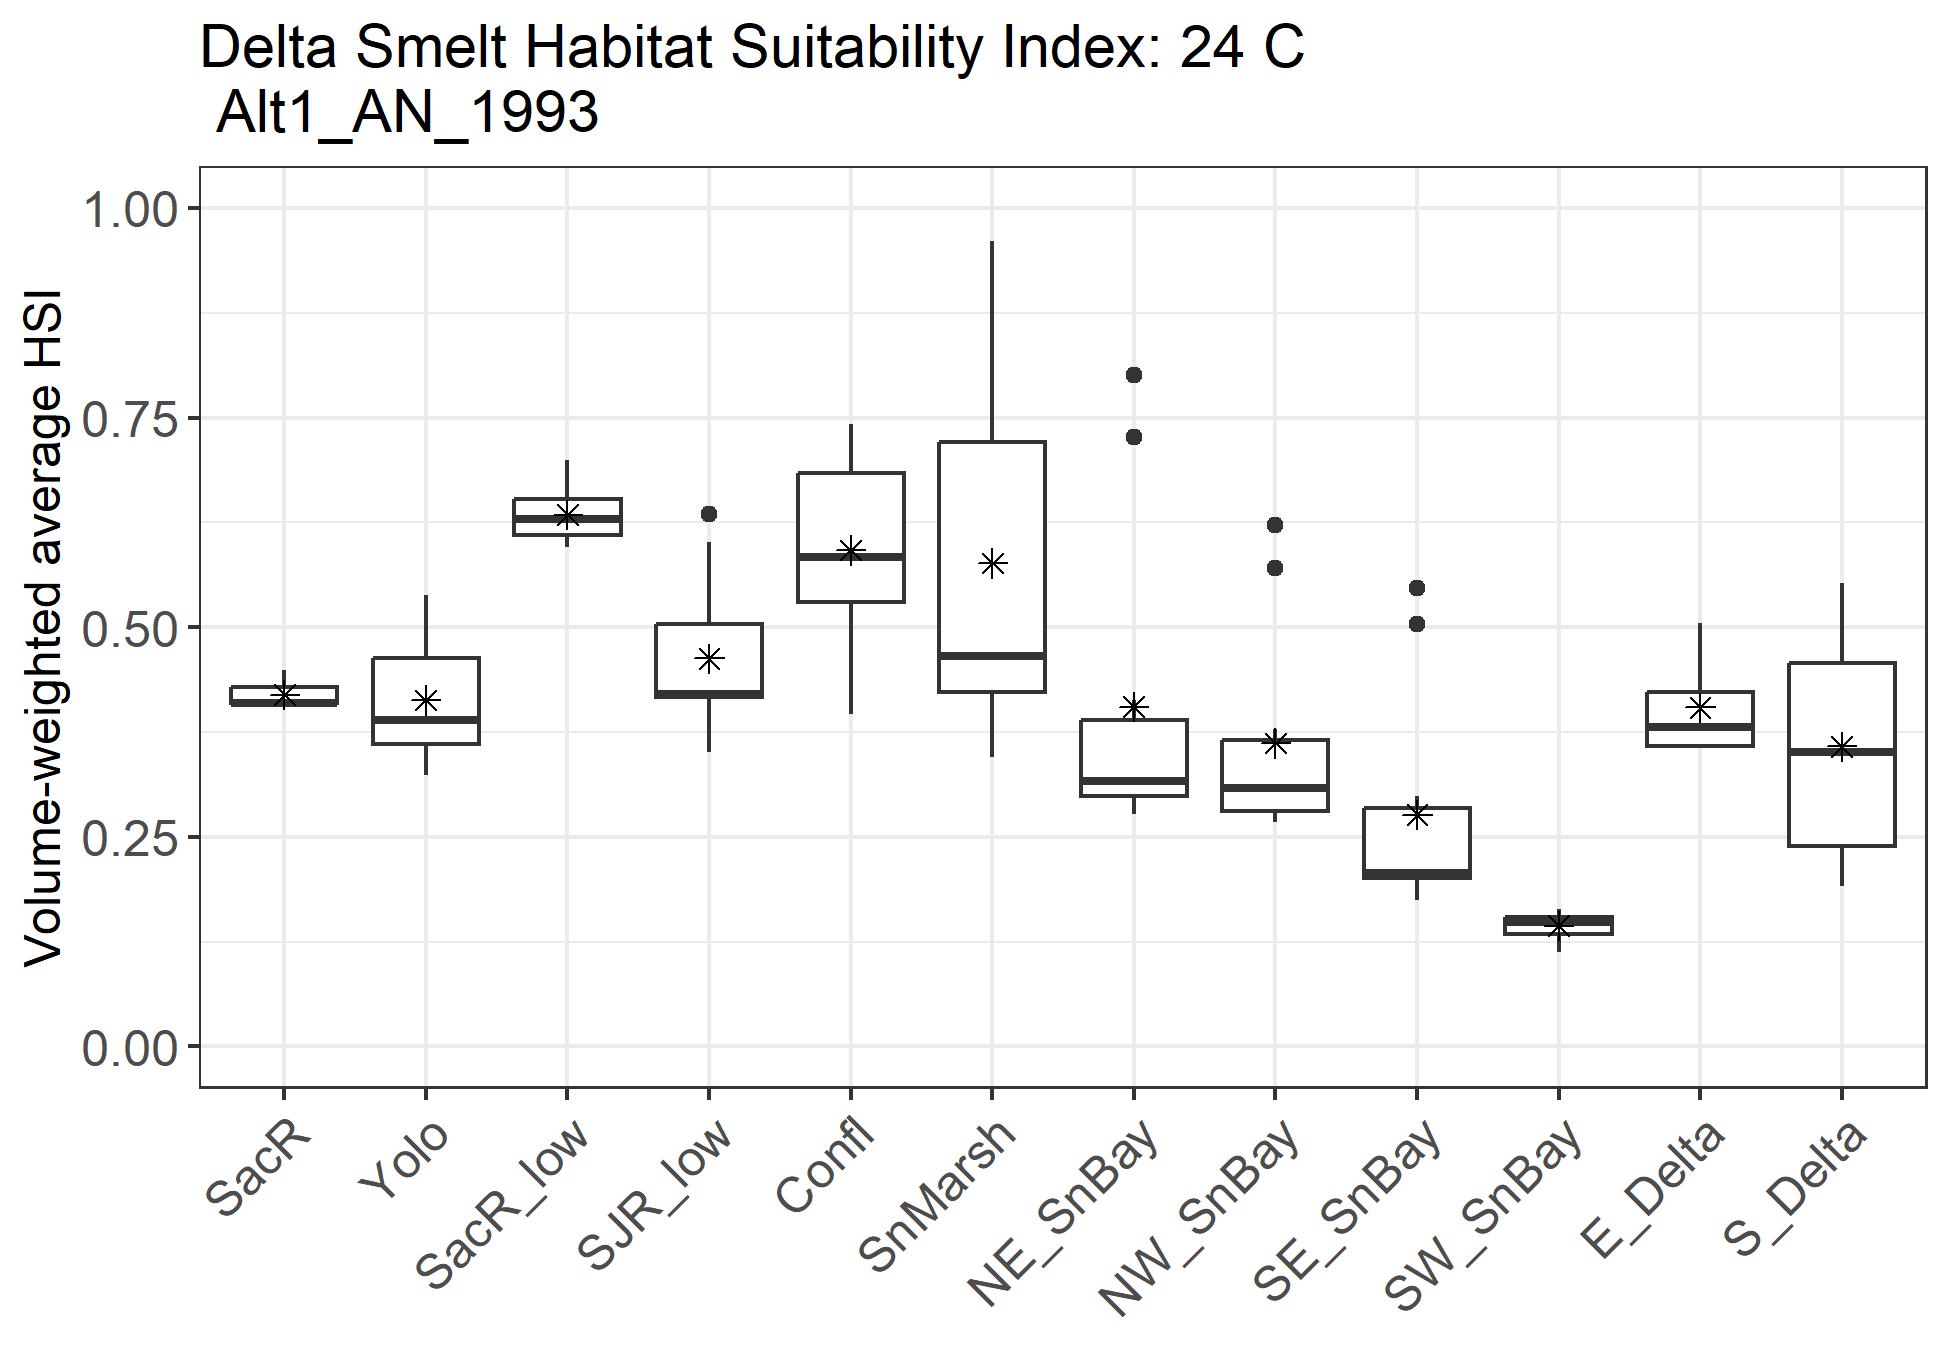 Delta Smelt Habitat Suitability Index: 24 C
Alt1_AN_1993
Volume-weighted average HSI
1.00
0.75
0.50
0.25
0.00
SacR
Yolo
SacR_low
SJR_low
Confl
SnMarsh
NE_SnBay
NW_SnBay
SE_SnBay
SW_SnBay
E_Delta
S_Delta